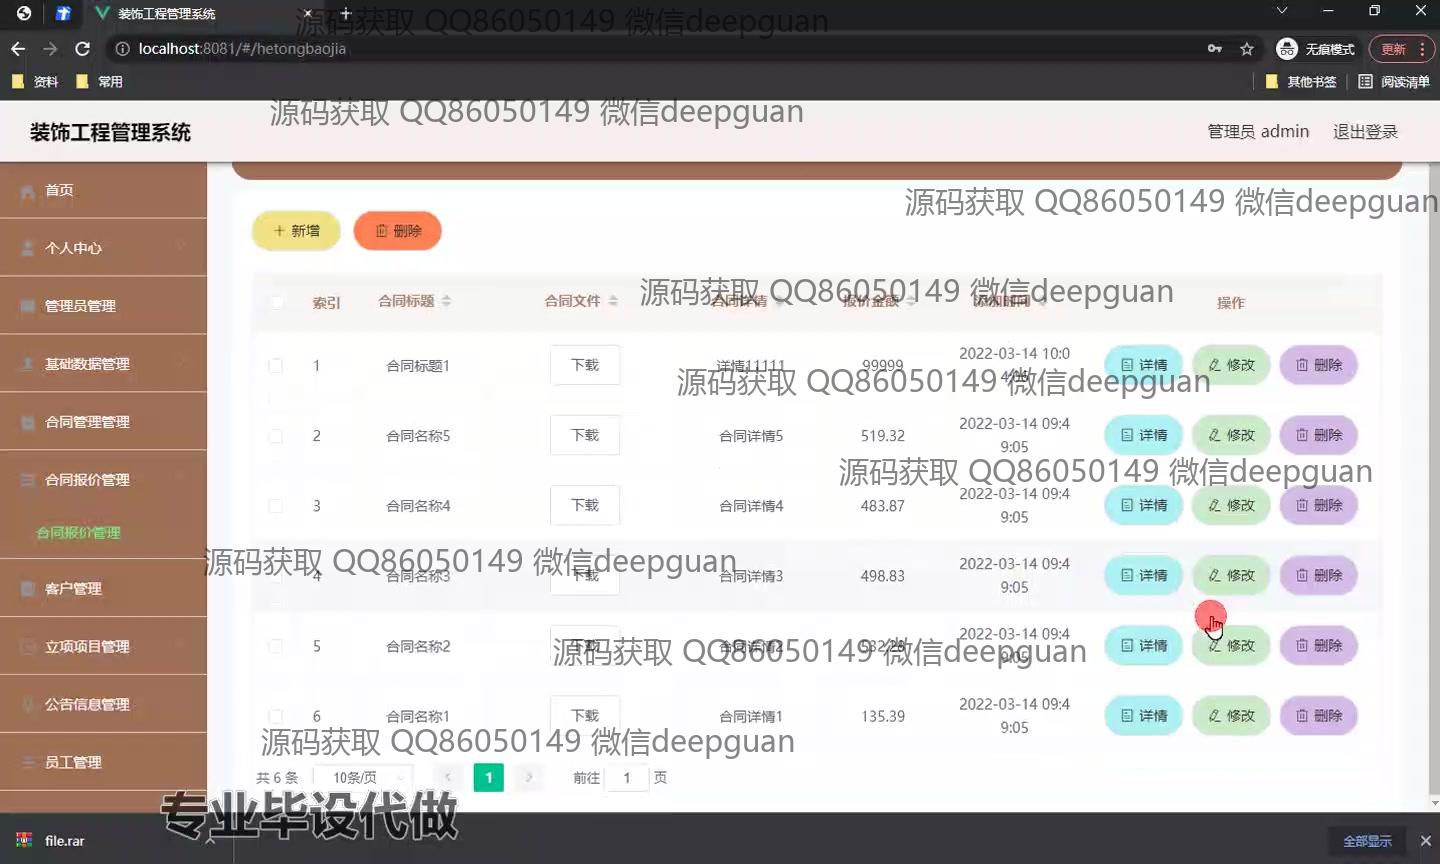 装饰工程管理系统
源码获取 QQ86050149 微信deepguan
localhost:8081/#/hetongbaojia
无痕模式
更新
资料
常用
其他书签
阅读清单
源码获取 QQ86050149 微信deepguan
装饰工程管理系统
管理员 admin
退出登录
首页
个人中心
管理员管理
基础数据管理
合同管理管理
合同报价管理
合同报价管理
客户管理
立项项目管理
公告信息管理
员工管理
源码获取 QQ86050149 微信deepguan
新增
删除
源码获取 QQ86050149 微信deepguan
索引 合同标题 合同文件 合同详情 报价金额 添加时间 操作
1 合同标题1 下载 详情11111 99999 2022-03-14 10:0 详情 修改 删除
源码获取 QQ86050149 微信deepguan
2 合同名称5 下载 合同详情5 519.32 2022-03-14 09:4 详情 修改 删除
9:05
源码获取 QQ86050149 微信deepguan
3 合同名称4 下载 合同详情4 483.87 2022-03-14 09:4 详情 修改 删除
9:05
源码获取 QQ86050149 微信deepguan
4 合同名称3 下载 合同详情3 498.83 2022-03-14 09:4 详情 修改 删除
9:05
5 合同名称2 下载 合同详情2 2022-03-14 09:4 详情 修改 删除
9:05
源码获取 QQ86050149 微信deepguan
6 合同名称1 下载 合同详情1 135.39 2022-03-14 09:4 详情 修改 删除
9:05
源码获取 QQ86050149 微信deepguan
共 6 条 10条/页 1 前往 1 页
专业毕设代做
file.rar
全部显示